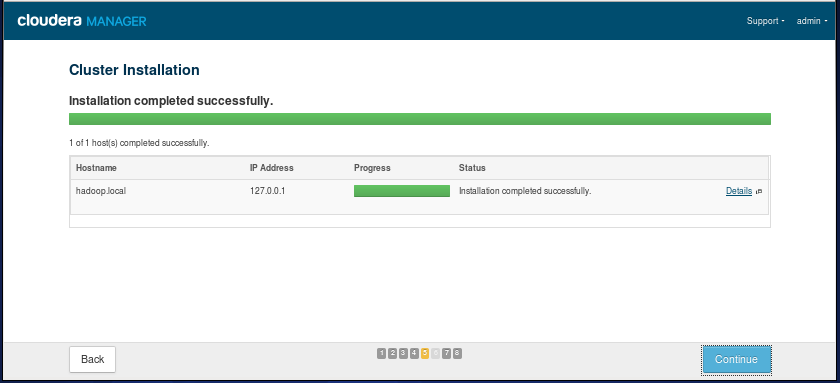 cloudera MANAGER
Support admin
Cluster Installation
Installation completed successfully.
1 of 1 host(s) completed successfully.
Hostname IP Address Progress Status
hadoop.local 127.0.0.1 Installation completed successfully. Details
Back 1 2 3 4 5 6 7 8 Continue